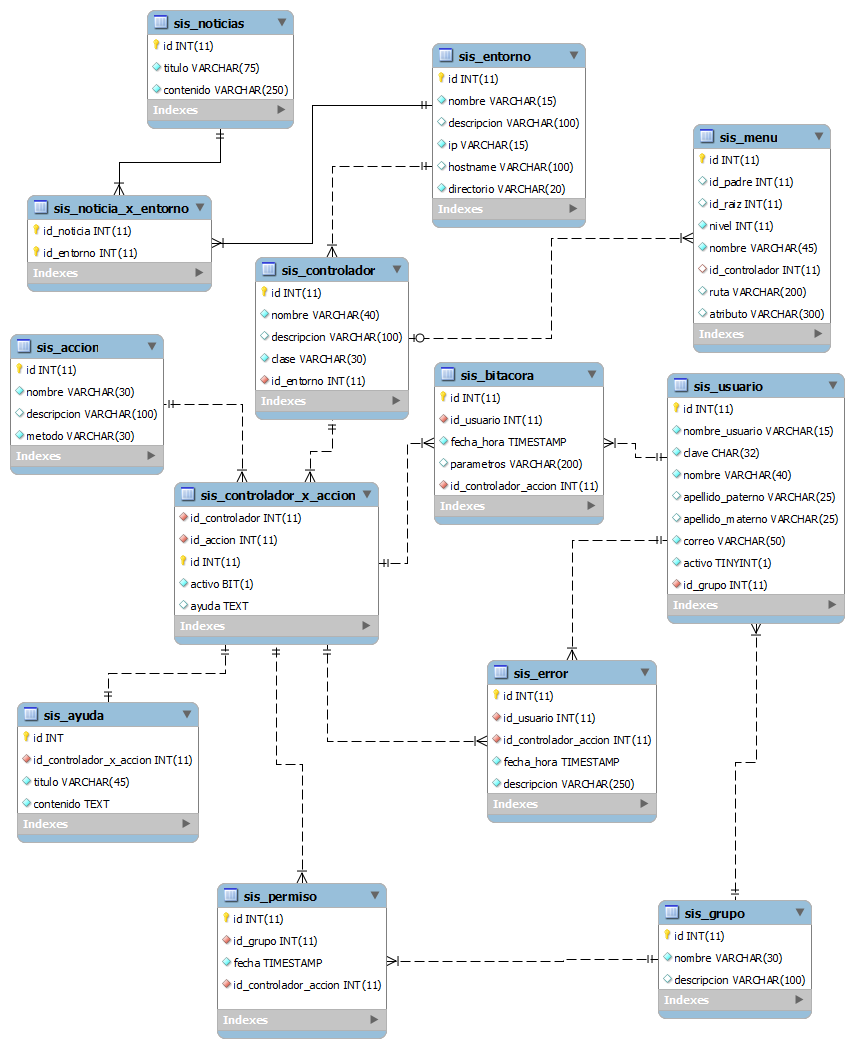 sis_noticias
id INT(11)
titulo VARCHAR(75)
contenido VARCHAR(250)
Indexes
sis_entorno
id INT(11)
nombre VARCHAR(15)
descripcion VARCHAR(100)
ip VARCHAR(15)
hostname VARCHAR(100)
directorio VARCHAR(20)
Indexes
sis_menu
id INT(11)
id_padre INT(11)
id_raiz INT(11)
nivel INT(11)
nombre VARCHAR(45)
id_controlador INT(11)
ruta VARCHAR(200)
atributo VARCHAR(300)
Indexes
sis_noticia_x_entorno
id_noticia INT(11)
id_entorno INT(11)
Indexes
sis_controlador
id INT(11)
nombre VARCHAR(40)
descripcion VARCHAR(100)
clase VARCHAR(30)
id_entorno INT(11)
Indexes
sis_accion
id INT(11)
nombre VARCHAR(30)
descripcion VARCHAR(100)
metodo VARCHAR(30)
Indexes
sis_bitacora
id INT(11)
id_usuario INT(11)
fecha_hora TIMESTAMP
parametros VARCHAR(200)
id_controlador_accion INT(11)
Indexes
sis_usuario
id INT(11)
nombre_usuario VARCHAR(15)
clave CHAR(32)
nombre VARCHAR(40)
apellido_paterno VARCHAR(25)
apellido_materno VARCHAR(25)
correo VARCHAR(50)
activo TINYINT(1)
id_grupo INT(11)
Indexes
sis_controlador_x_accion
id_controlador INT(11)
id_accion INT(11)
id INT(11)
activo BIT(1)
ayuda TEXT
Indexes
sis_error
id INT(11)
id_usuario INT(11)
id_controlador_accion INT(11)
fecha_hora TIMESTAMP
descripcion VARCHAR(250)
Indexes
sis_ayuda
id INT
id_controlador_x_accion INT(11)
titulo VARCHAR(45)
contenido TEXT
Indexes
sis_permiso
id INT(11)
id_grupo INT(11)
fecha TIMESTAMP
id_controlador_accion INT(11)
Indexes
sis_grupo
id INT(11)
nombre VARCHAR(30)
descripcion VARCHAR(100)
Indexes